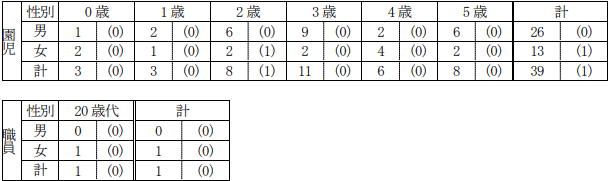 園児 性別 0歳 1歳 2歳 3歳 4歳 5歳 計
男 1 (0) 2 (0) 6 (0) 9 (0) 2 (0) 6 (0) 26 (0)
女 2 (0) 1 (0) 2 (1) 2 (0) 4 (0) 2 (0) 13 (1)
計 3 (0) 3 (0) 8 (1) 11 (0) 6 (0) 8 (0) 39 (1)
職員 性別 20歳代 計
男 0 (0) 0 (0)
女 1 (0) 1 (0)
計 1 (0) 1 (0)